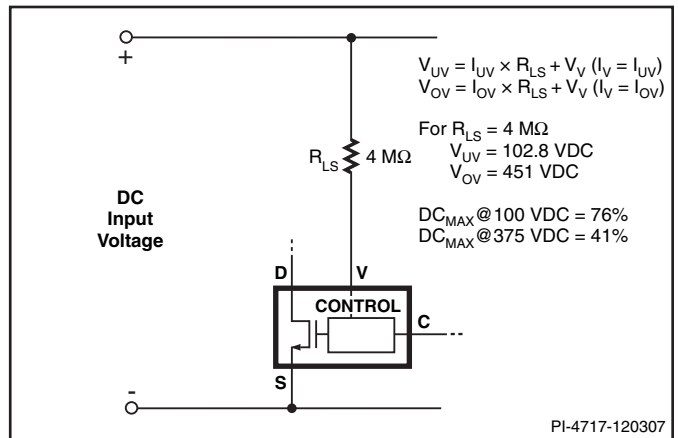 +
V_UV = I_UV × R_LS + V_V (I_V = I_UV)
V_OV = I_OV × R_LS + V_V (I_V = I_OV)
For R_LS = 4 MΩ
V_UV = 102.8 VDC
V_OV = 451 VDC
DC_MAX@100 VDC = 76%
DC_MAX@375 VDC = 41%
R_LS 4 MΩ
DC
Input
Voltage
D V
CONTROL
C
S
-
PI-4717-120307